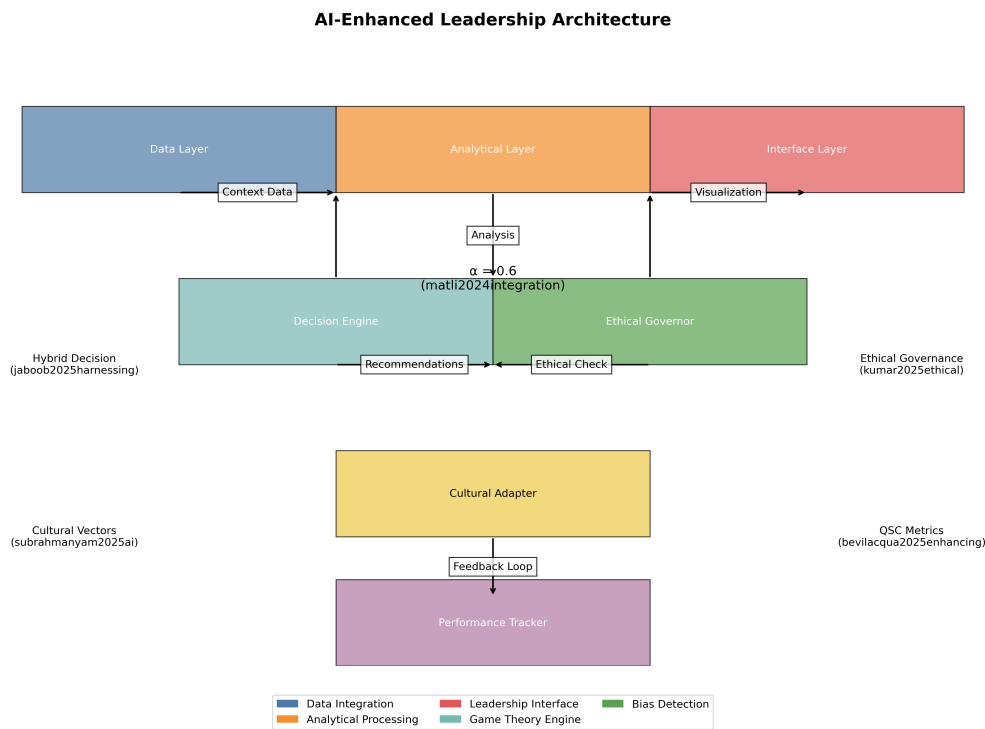 AI-Enhanced Leadership Architecture
Data Layer
Analytical Layer
Interface Layer
Context Data
Visualization
Analysis
α = 0.6
(matli2024integration)
Decision Engine
Ethical Governor
Hybrid Decision
(jaboob2025harnessing)
Recommendations
Ethical Check
Ethical Governance
(kumar2025ethical)
Cultural Adapter
Cultural Vectors
(subrahmanyam2025ai)
QSC Metrics
(bevilacqua2025enhancing)
Feedback Loop
Performance Tracker
Data Integration
Analytical Processing
Leadership Interface
Game Theory Engine
Bias Detection